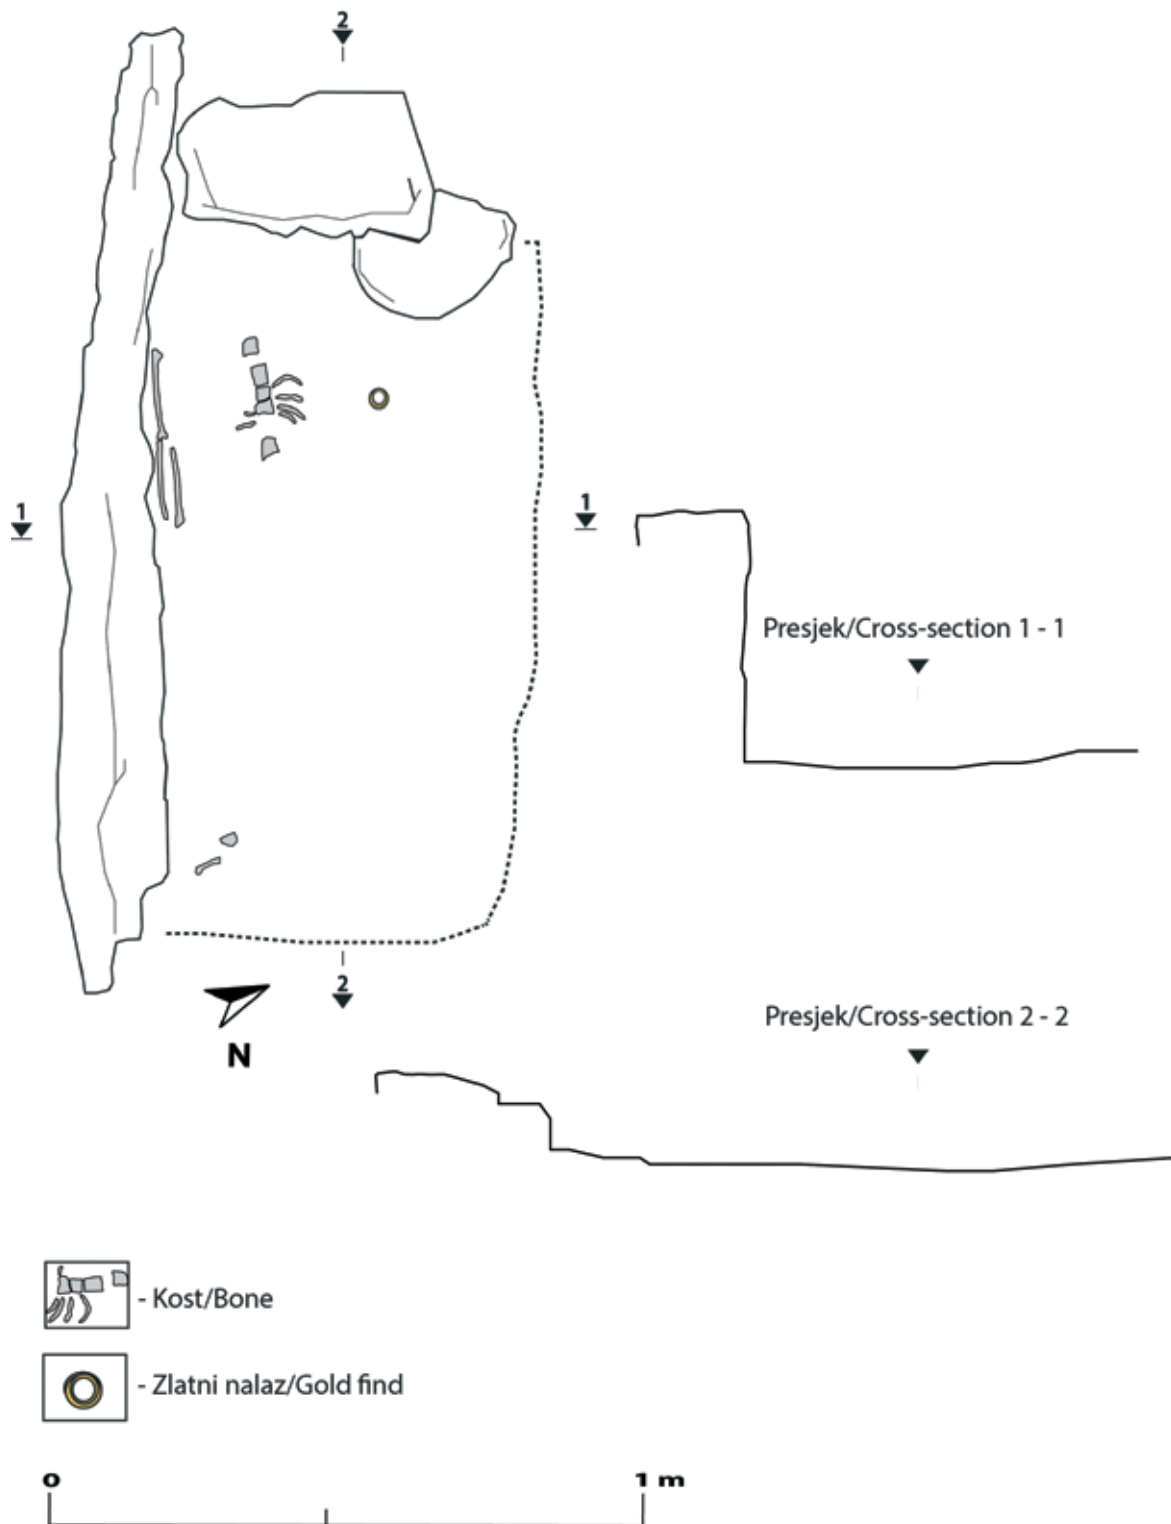 2
1
1
Presjek/Cross-section 1 - 1
2
N
Presjek/Cross-section 2 - 2
- Kost/Bone
- Zlatni nalaz/Gold find
0 1 m